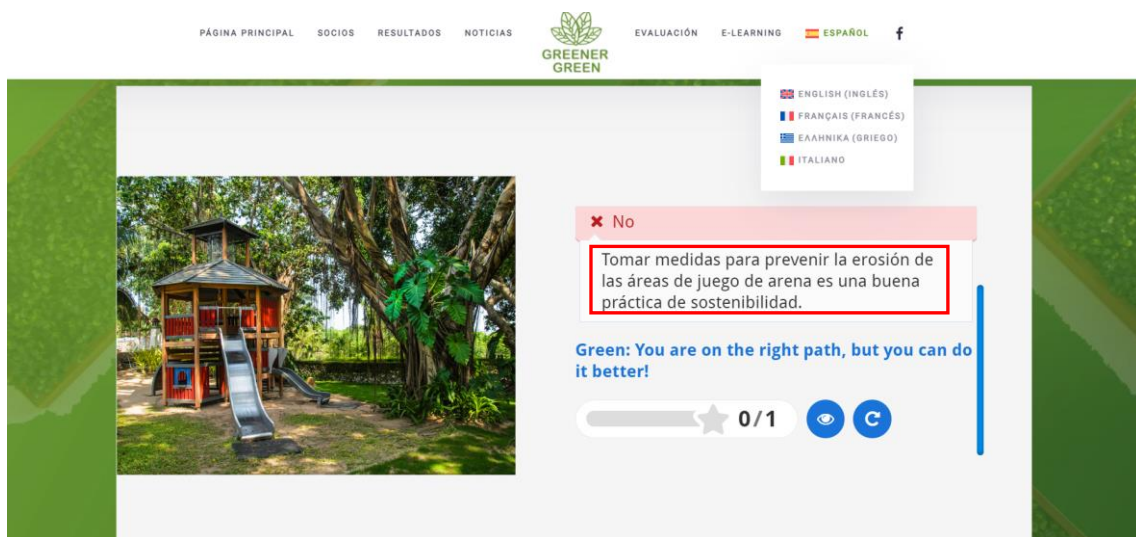 PÁGINA PRINCIPAL SOCIOS RESULTADOS NOTICIAS
GREENER
GREEN
EVALUACIÓN E-LEARNING ESPAÑOL f
ENGLISH (INGLÉS)
FRANÇAIS (FRANCÉS)
ΕΛΛΗΝΙΚΑ (GRIEGO)
ITALIANO
✖ No
Tomar medidas para prevenir la erosión de
las áreas de juego de arena es una buena
práctica de sostenibilidad.
Green: You are on the right path, but you can do
it better!
0/1